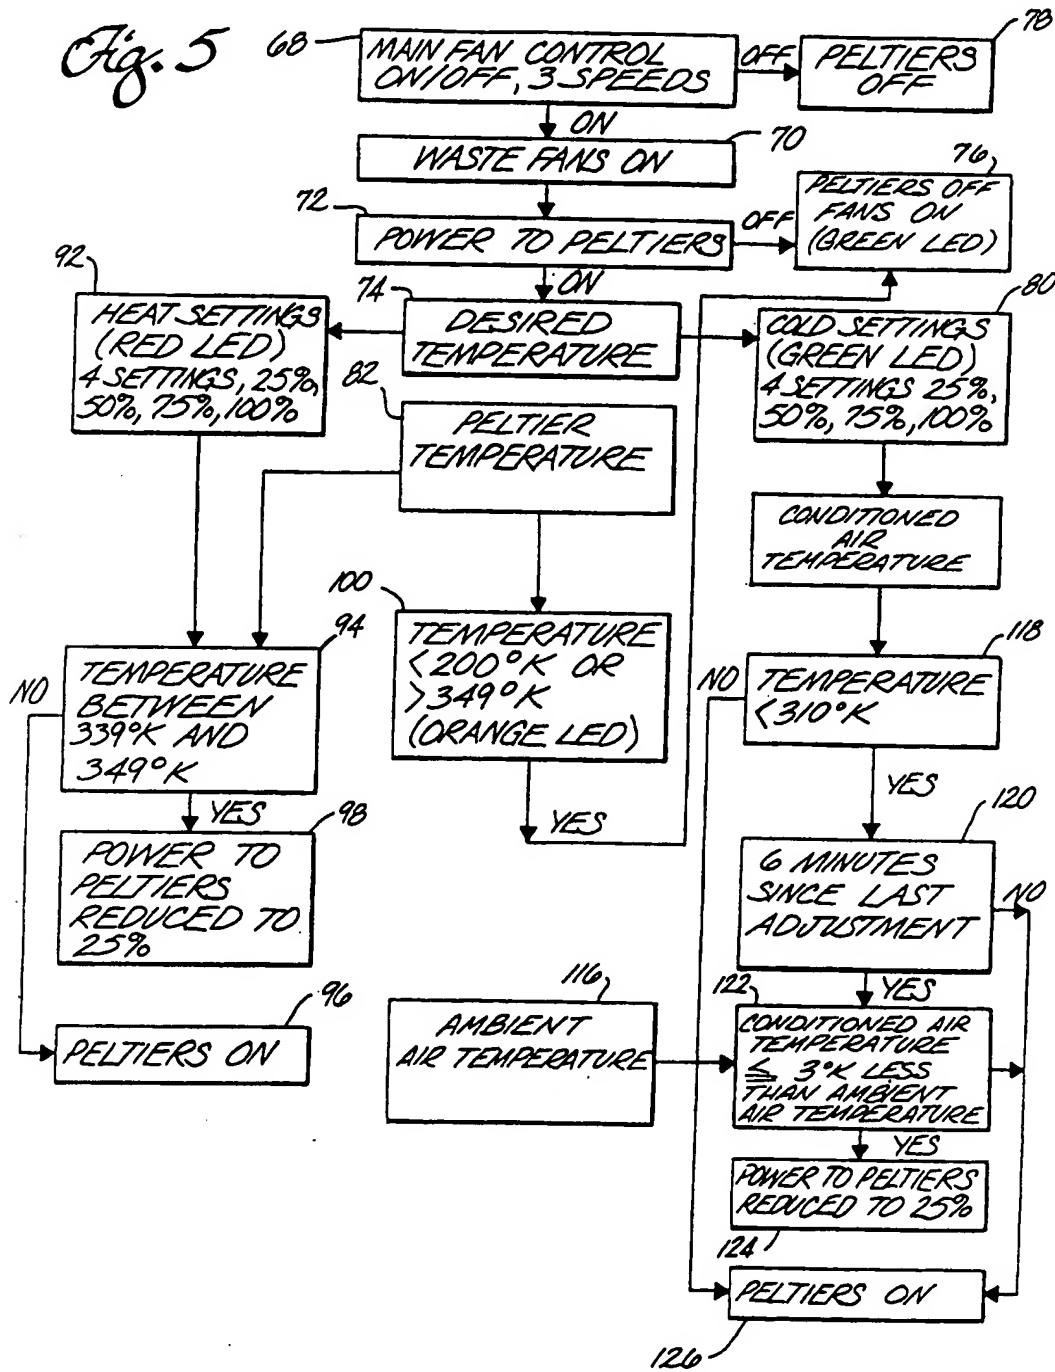 Fig. 5
68
MAIN FAN CONTROL
ON/OFF, 3 SPEEDS
OFF
PELTIERS
OFF
78
ON
70
WASTE FANS ON
72
POWER TO PELTIERS
OFF
76
PELTIERS OFF
FANS ON
(GREEN LED)
ON
92
HEAT SETTINGS
(RED LED)
4 SETTINGS, 25%,
50%, 75%, 100%
74
DESIRED
TEMPERATURE
80
COLD SETTINGS
(GREEN LED)
4 SETTINGS 25%,
50%, 75%, 100%
82
PELTIER
TEMPERATURE
CONDITIONED
AIR
TEMPERATURE
94
TEMPERATURE
BETWEEN
339°K AND
349°K
NO
YES
100
TEMPERATURE
<200°K OR
>349°K
(ORANGE LED)
YES
118
TEMPERATURE
<310°K
NO
YES
98
POWER TO
PELTIERS
REDUCED TO
25%
120
6 MINUTES
SINCE LAST
ADJUSTMENT
NO
YES
96
PELTIERS ON
116
AMBIENT
AIR TEMPERATURE
122
CONDITIONED AIR
TEMPERATURE
≤ 3°K LESS
THAN AMBIENT
AIR TEMPERATURE
YES
POWER TO PELTIERS
REDUCED TO 25%
124
PELTIERS ON
126